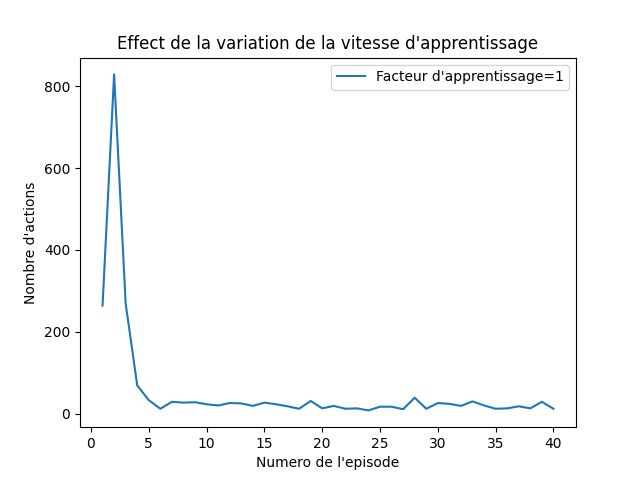 Effect de la variation de la vitesse d'apprentissage
Facteur d'apprentissage=1
Nombre d'actions
800
600
400
200
0
0 5 10 15 20 25 30 35 40
Numero de l'episode